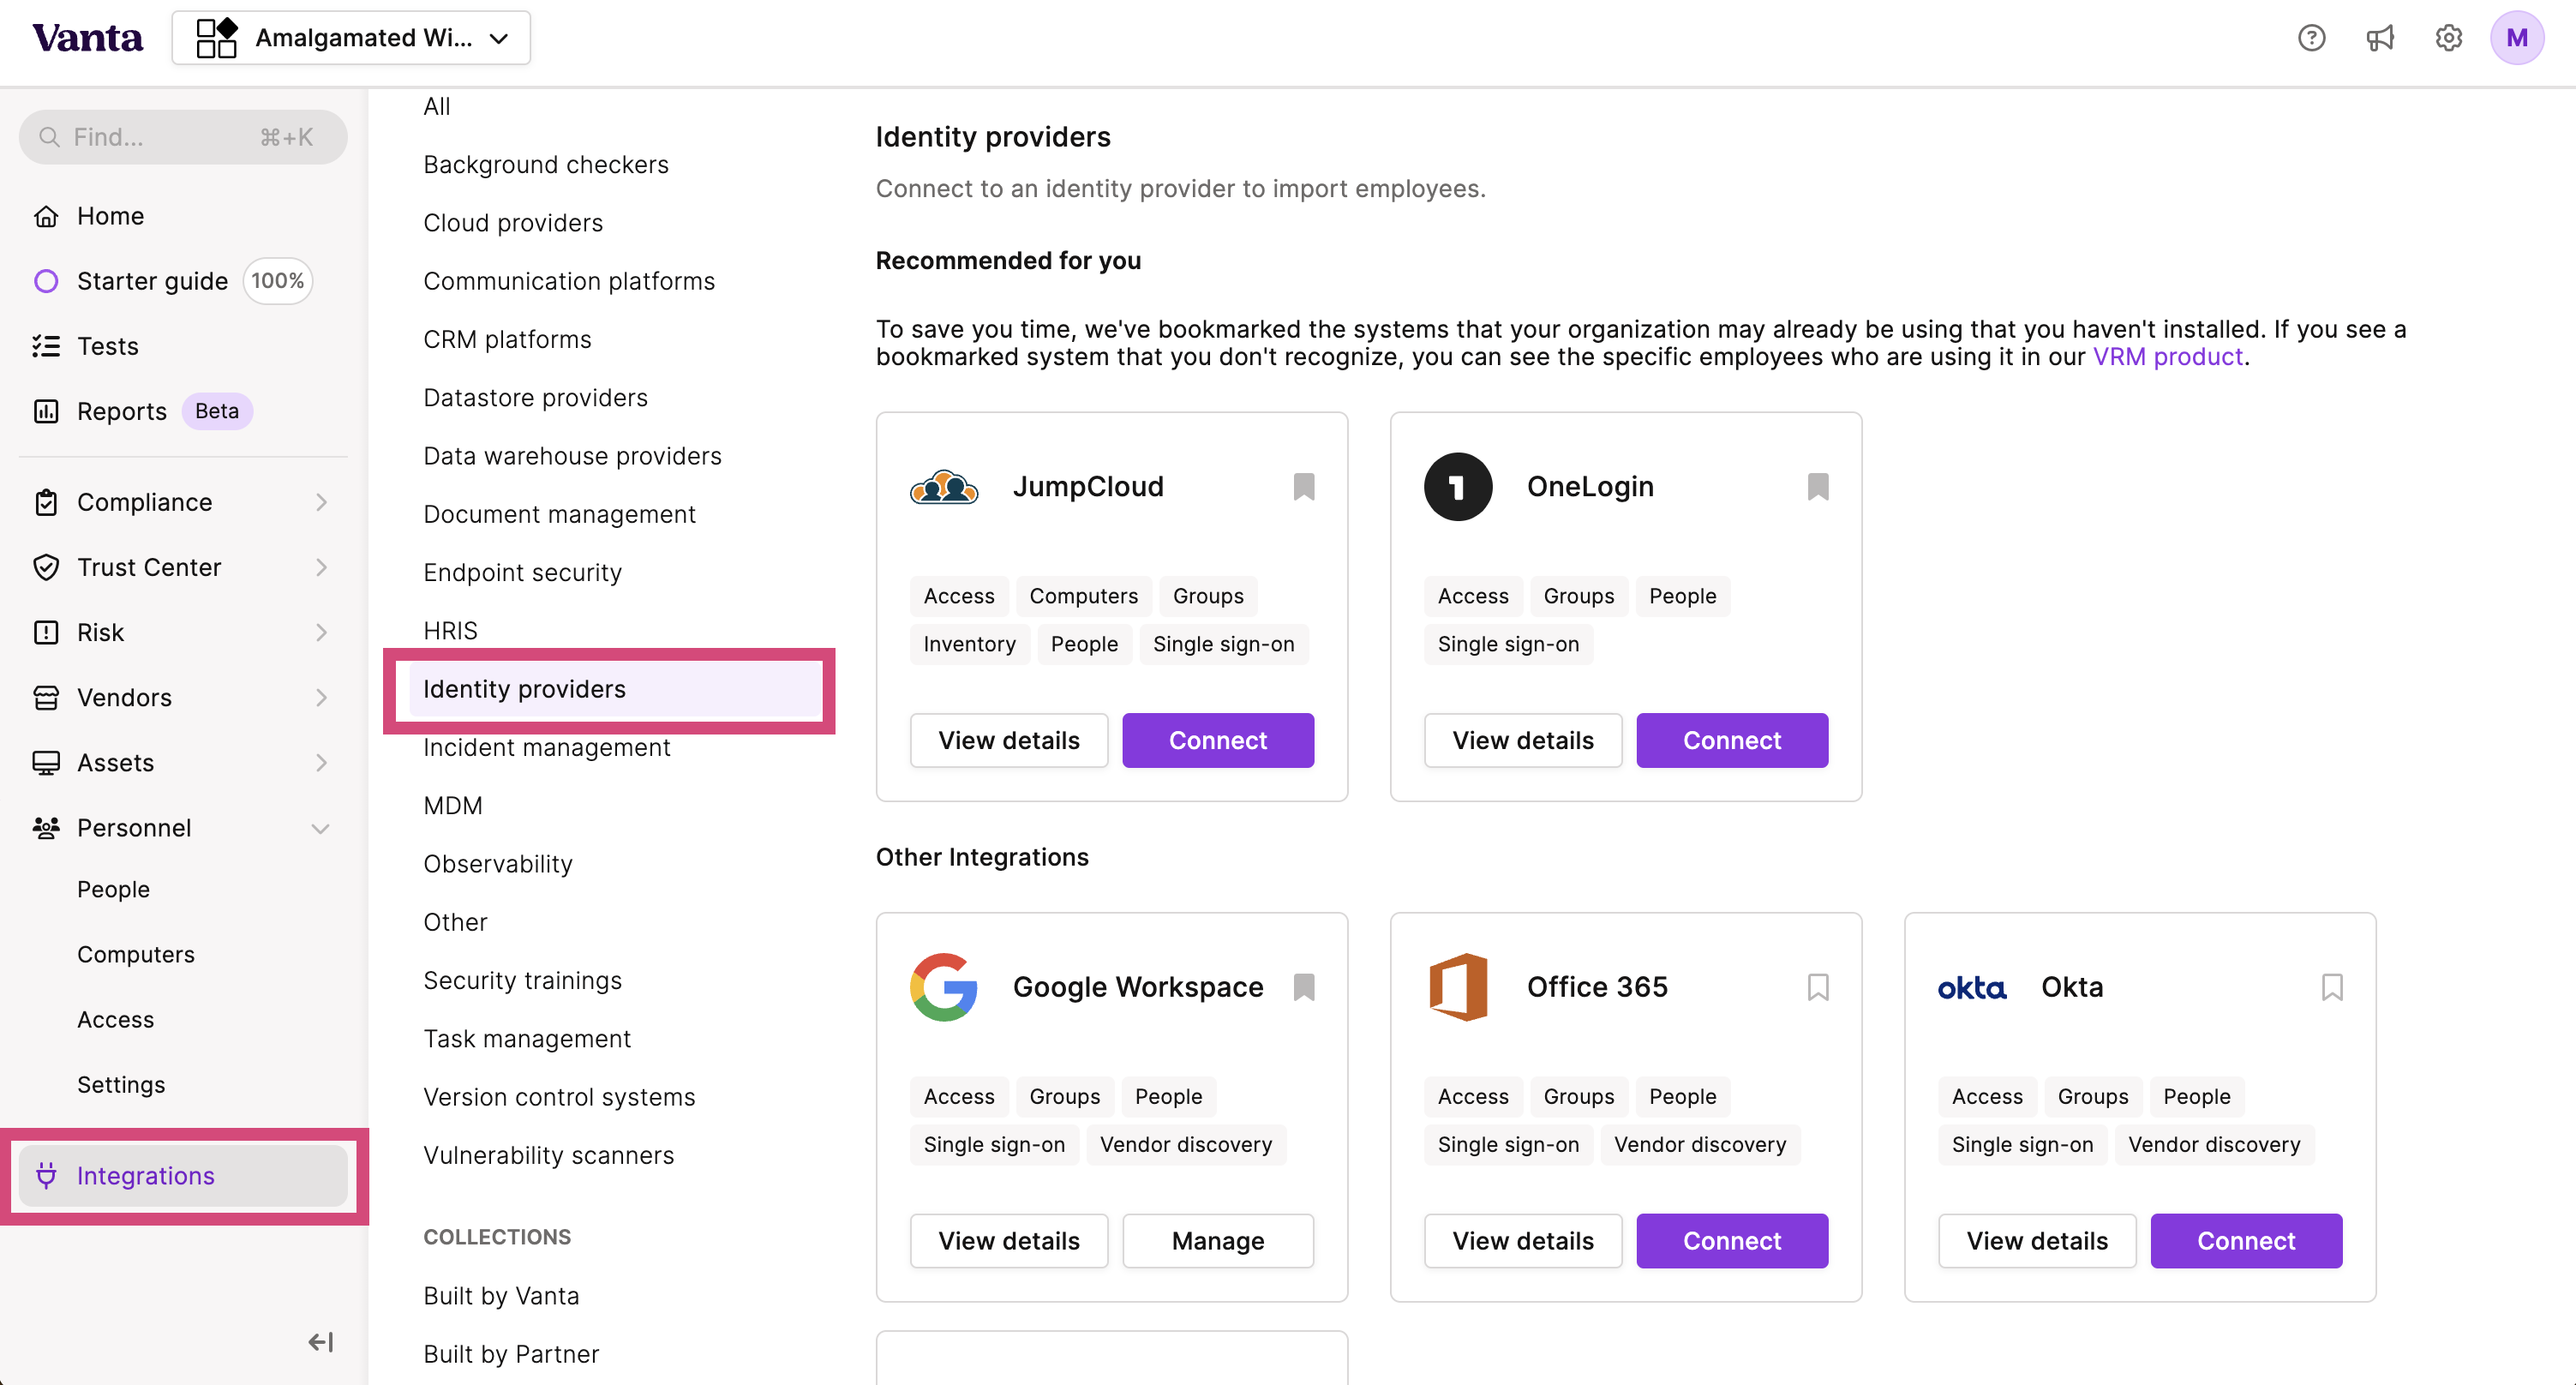 Vanta
Amalgamated Wi...
M
Find...
⌘+K
Home
Starter guide
100%
Tests
Reports
Beta
Compliance
Trust Center
Risk
Vendors
Assets
Personnel
People
Computers
Access
Settings
Integrations
All
Background checkers
Cloud providers
Communication platforms
CRM platforms
Datastore providers
Data warehouse providers
Document management
Endpoint security
HRIS
Identity providers
Incident management
MDM
Observability
Other
Security trainings
Task management
Version control systems
Vulnerability scanners
COLLECTIONS
Built by Vanta
Built by Partner
Identity providers
Connect to an identity provider to import employees.
Recommended for you
To save you time, we've bookmarked the systems that your organization may already be using that you haven't installed. If you see a
bookmarked system that you don't recognize, you can see the specific employees who are using it in our VRM product.
JumpCloud
Access Computers Groups
Inventory People Single sign-on
View details Connect
1
OneLogin
Access Groups People
Single sign-on
View details Connect
Other Integrations
G
Google Workspace
Access Groups People
Single sign-on Vendor discovery
View details Manage
Office 365
Access Groups People
Single sign-on Vendor discovery
View details Connect
okta
Okta
Access Groups People
Single sign-on Vendor discovery
View details Connect